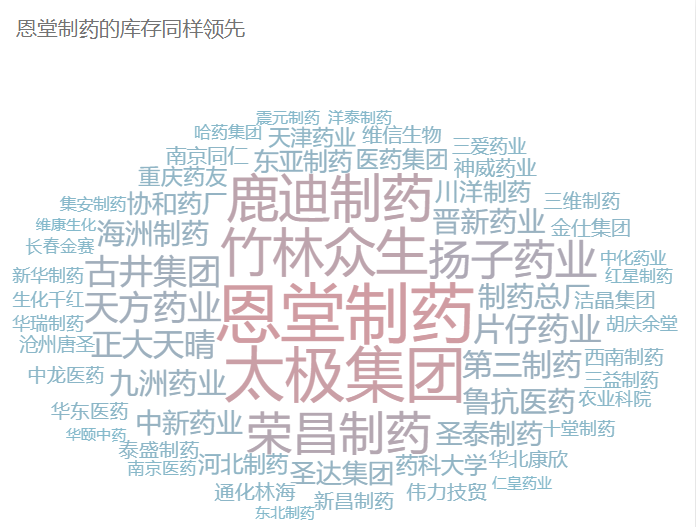 恩堂制药的库存同样领先
震元制药 洋泰制药
哈药集团 天津药业 维信生物
三爱药业
南京同仁 东亚制药 医药集团 神威药业
重庆药友 鹿迪制药 川洋制药
集安制药 协和药厂 三维制药
维康生化 海洲制药 竹林众生 晋新药业 金仕集团
长春金赛 扬子药业 中化药业
新华制药 古井集团 红星制药
生化千红 天方药业 恩堂制药 制药总厂 洁晶集团
华瑞制药 片仔药业 胡庆余堂
沧州唐圣 正大天晴 太极集团 第三制药 西南制药
中龙医药 九洲药业 三益制药
华东医药 中新药业 荣昌制药 鲁抗医药 农业科院
华颐中药 圣泰制药 十堂制药
泰盛制药
南京医药 河北制药 圣达集团 药科大学 华北康欣
通化林海 新昌制药 伟力技贸 仁皇药业
东北制药